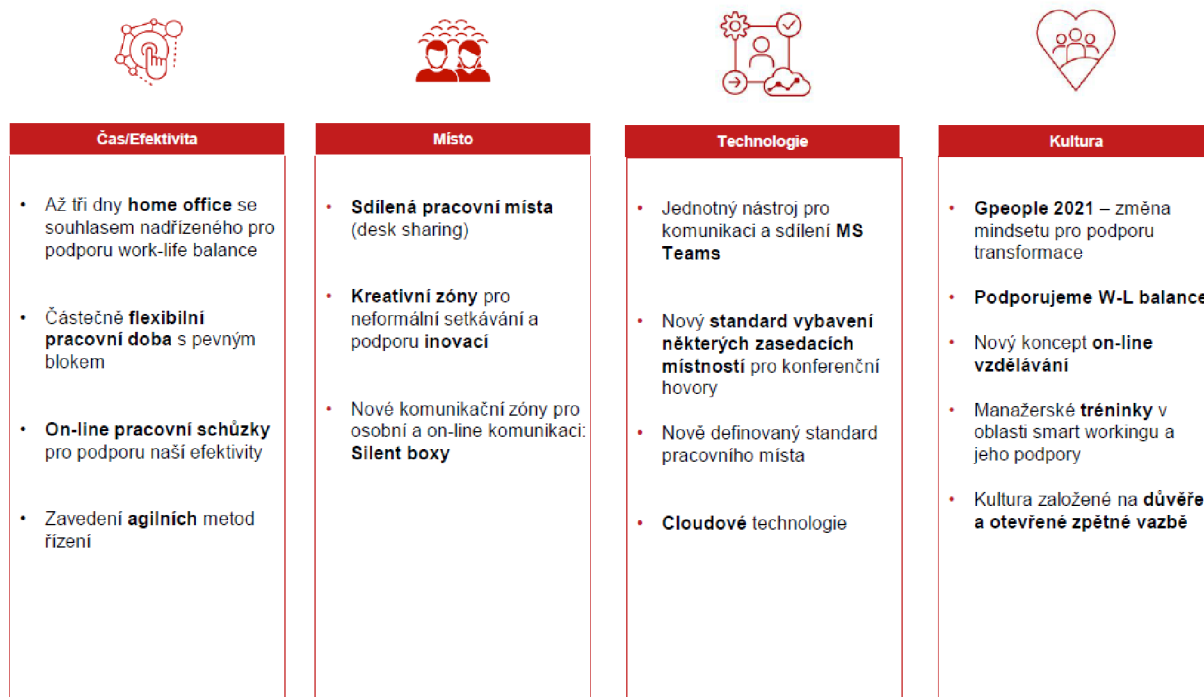 Čas/Efektivita
• Až tři dny home office se
souhlasem nadřízeného pro
podporu work-life balance
• Částečně flexibilní
pracovní doba s pevným
blokem
• On-line pracovní schůzky
pro podporu naší efektivity
• Zavedení agilních metod
řízení
Místo
• Sdílená pracovní místa
(desk sharing)
• Kreativní zóny pro
neformální setkávání a
podporu inovací
• Nové komunikační zóny pro
osobní a on-line komunikaci:
Silent boxy
Technologie
• Jednotný nástroj pro
komunikaci a sdílení MS
Teams
• Nový standard vybavení
některých zasedacích
místností pro konferenční
hovory
• Nově definovaný standard
pracovního místa
• Cloudové technologie
Kultura
• Gpeople 2021 – změna
mindsetu pro podporu
transformace
• Podporujeme W-L balance
• Nový koncept on-line
vzdělávání
• Manažerské tréninky v
oblasti smart workingu a
jeho podpory
• Kultura založené na důvěře
a otevřené zpětné vazbě